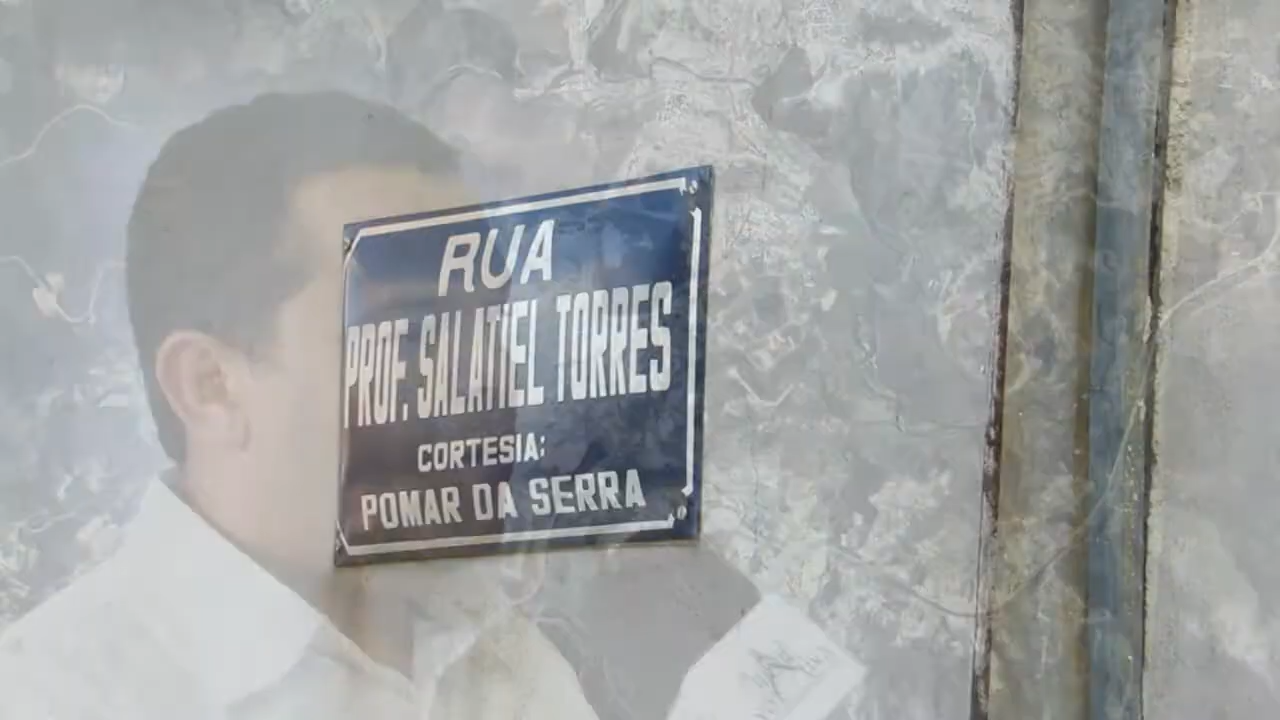 RUA
PROF. SALATIEL TORRES
CORTESIA:
POMAR DA SERRA